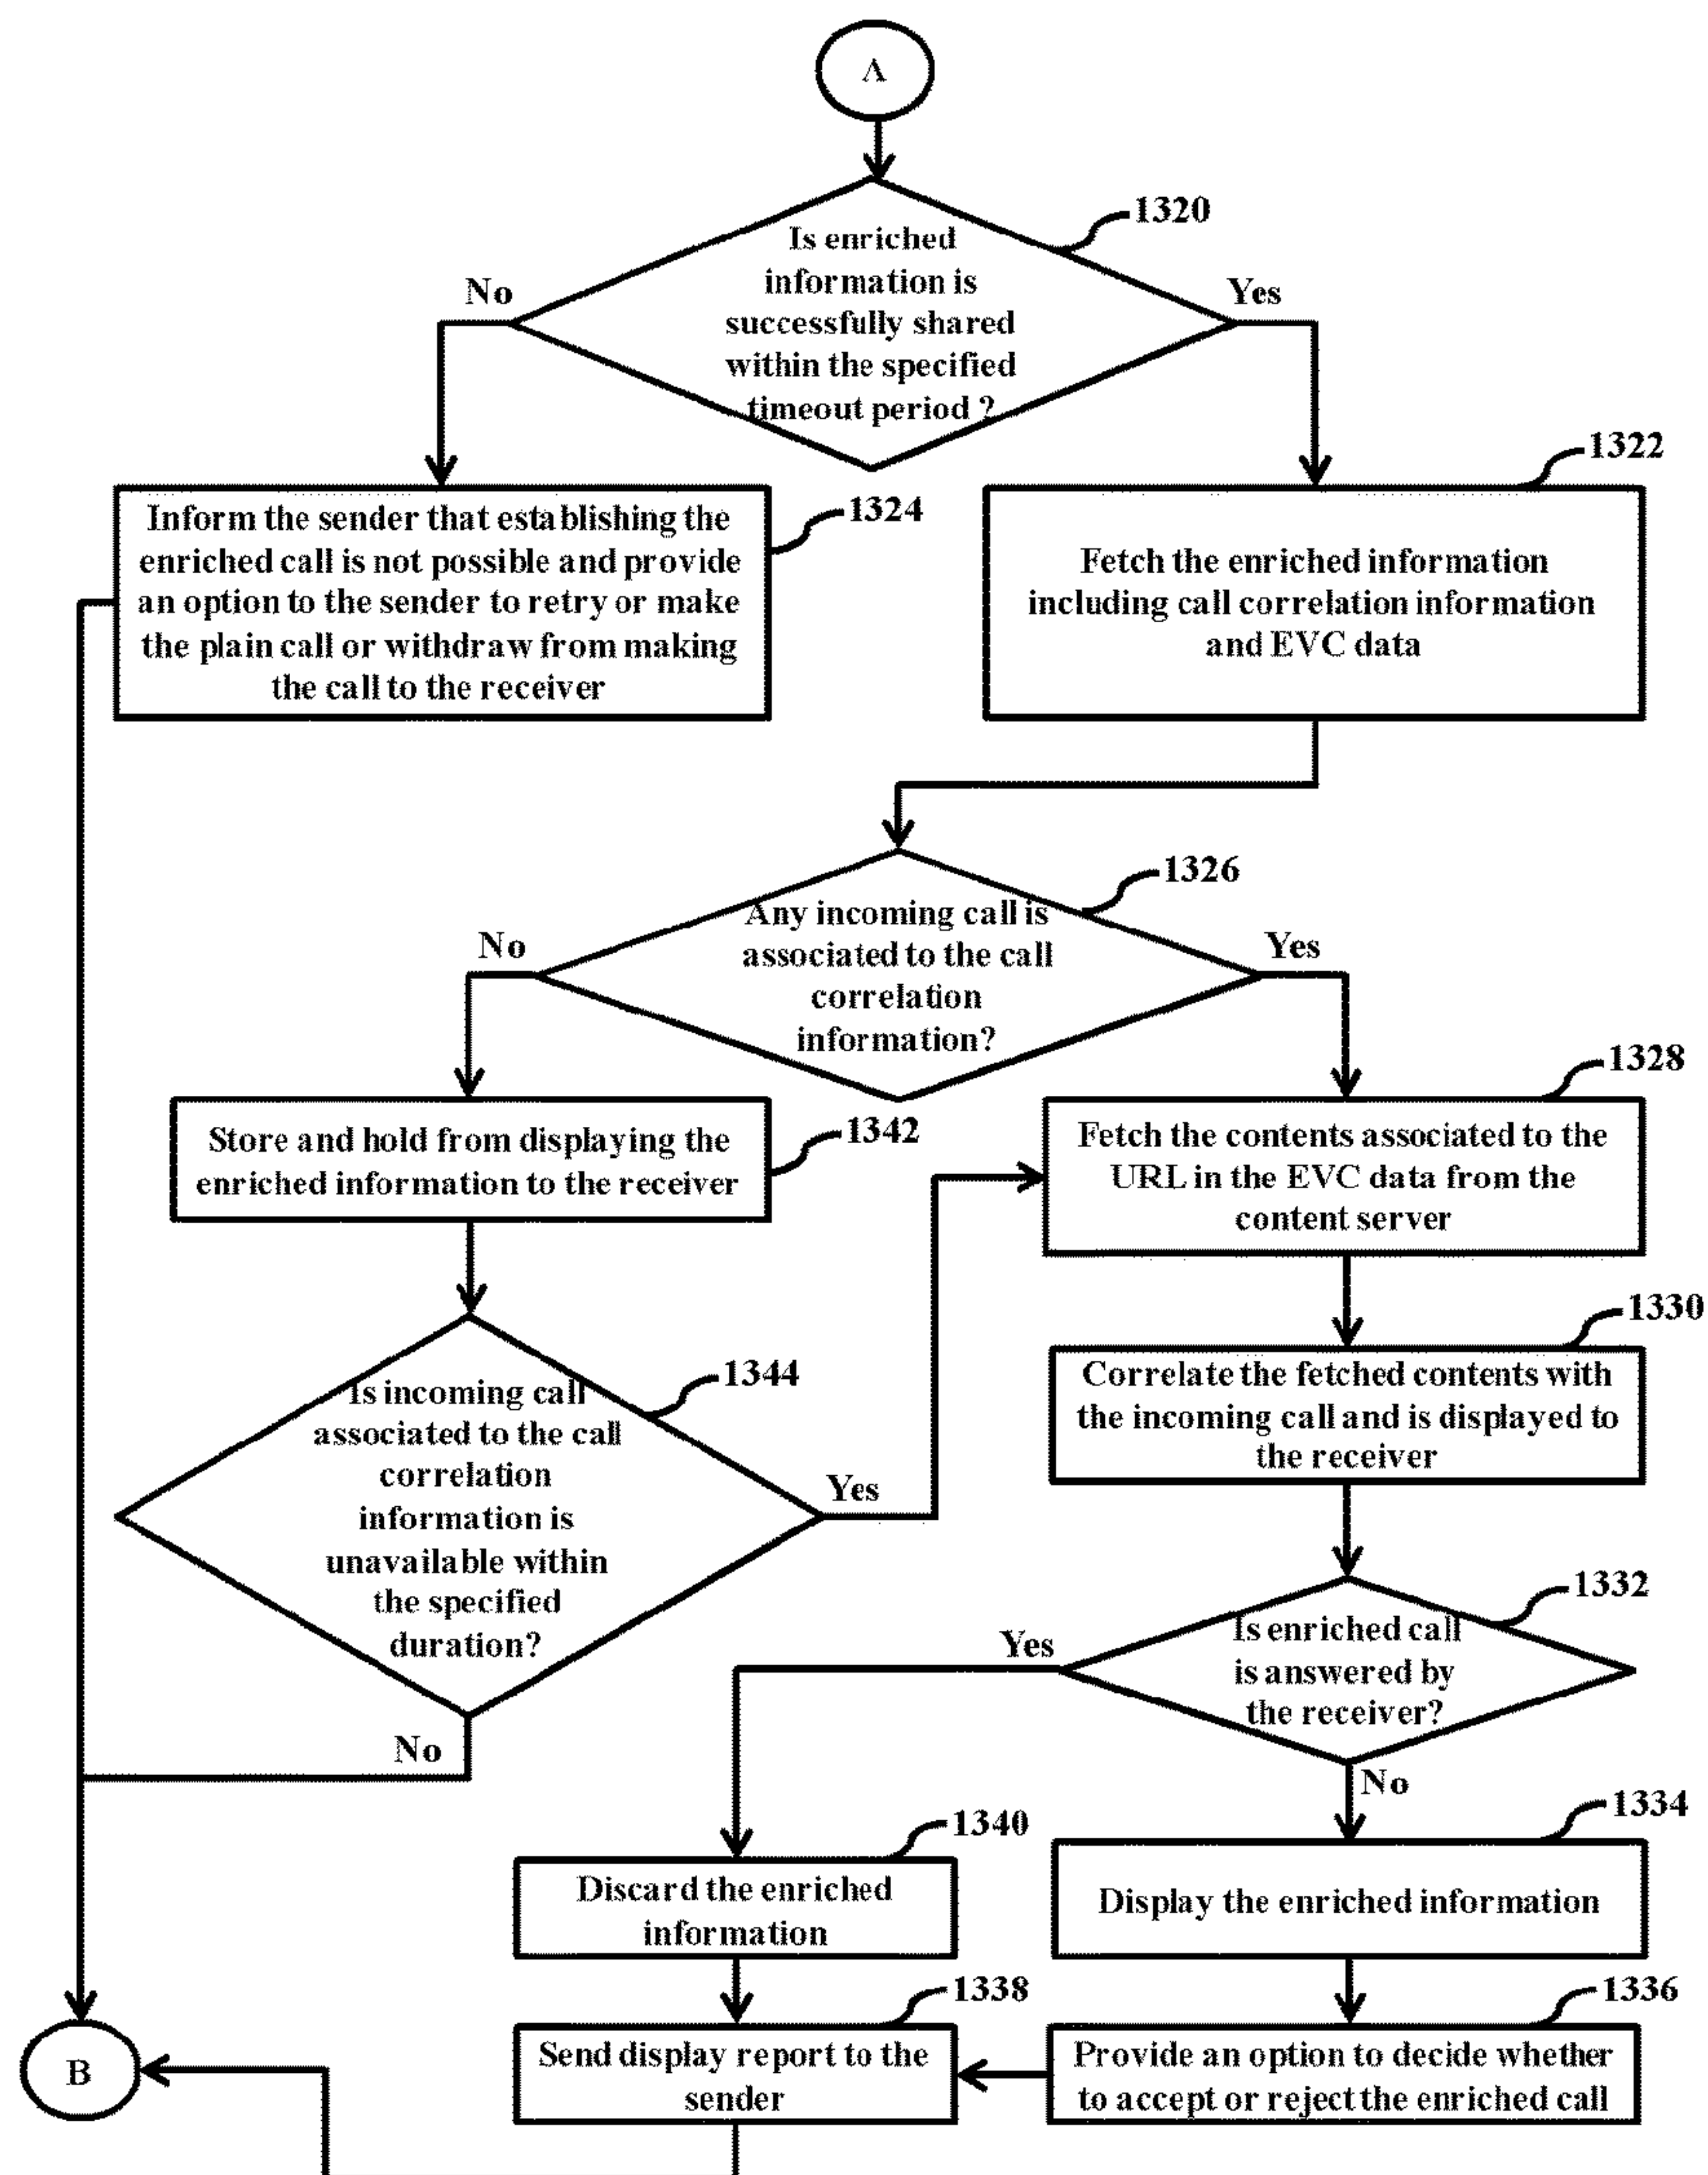 A
1320
Is enriched
information is
successfully shared
within the specified
timeout period ?
No
Yes
1322
1324
Inform the sender that establishing the
enriched call is not possible and provide
an option to the sender to retry or make
the plain call or withdraw from making
the call to the receiver
Fetch the enriched information
including call correlation information
and EVC data
1326
Any incoming call is
associated to the call
correlation
information?
No
Yes
1328
1342
Store and hold from displaying the
enriched information to the receiver
Fetch the contents associated to the
URL in the EVC data from the
content server
1330
Correlate the fetched contents with
the incoming call and is displayed to
the receiver
1344
Is incoming call
associated to the call
correlation
information is
unavailable within
the specified
duration?
Yes
No
1332
Is enriched call
is answered by
the receiver?
Yes
No
1334
1340
Discard the enriched
information
Display the enriched information
1338
1336
Send display report to the
sender
Provide an option to decide whether
to accept or reject the enriched call
B